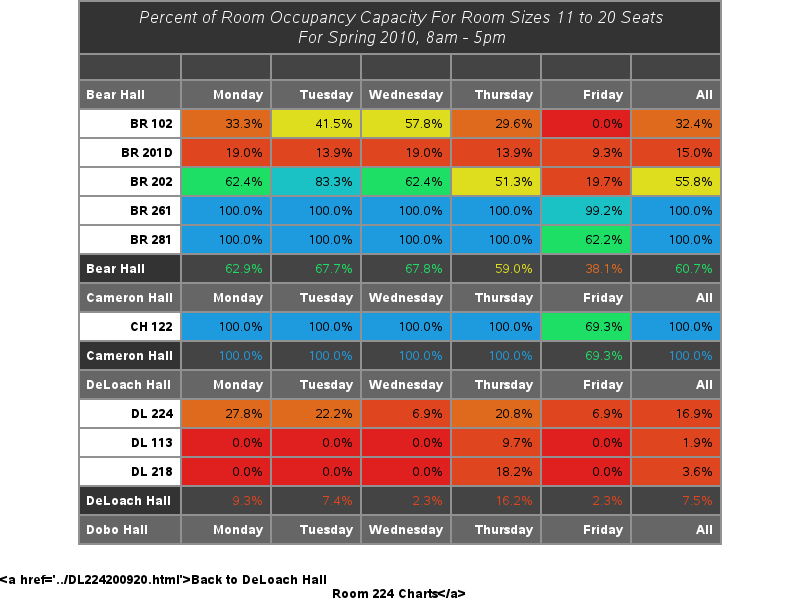 Percent of Room Occupancy Capacity For Room Sizes 11 to 20 Seats
For Spring 2010, 8am - 5pm
Bear Hall Monday Tuesday Wednesday Thursday Friday All
BR 102 33.3% 41.5% 57.8% 29.6% 0.0% 32.4%
BR 201D 19.0% 13.9% 19.0% 13.9% 9.3% 15.0%
BR 202 62.4% 83.3% 62.4% 51.3% 19.7% 55.8%
BR 261 100.0% 100.0% 100.0% 100.0% 99.2% 100.0%
BR 281 100.0% 100.0% 100.0% 100.0% 62.2% 100.0%
Bear Hall 62.9% 67.7% 67.8% 59.0% 38.1% 60.7%
Cameron Hall Monday Tuesday Wednesday Thursday Friday All
CH 122 100.0% 100.0% 100.0% 100.0% 69.3% 100.0%
Cameron Hall 100.0% 100.0% 100.0% 100.0% 69.3% 100.0%
DeLoach Hall Monday Tuesday Wednesday Thursday Friday All
DL 224 27.8% 22.2% 6.9% 20.8% 6.9% 16.9%
DL 113 0.0% 0.0% 0.0% 9.7% 0.0% 1.9%
DL 218 0.0% 0.0% 0.0% 18.2% 0.0% 3.6%
DeLoach Hall 9.3% 7.4% 2.3% 16.2% 2.3% 7.5%
Dobo Hall Monday Tuesday Wednesday Thursday Friday All
&lt;a href='../DL224200920.html'&gt;Back to DeLoach Hall
Room 224 Charts&lt;/a&gt;